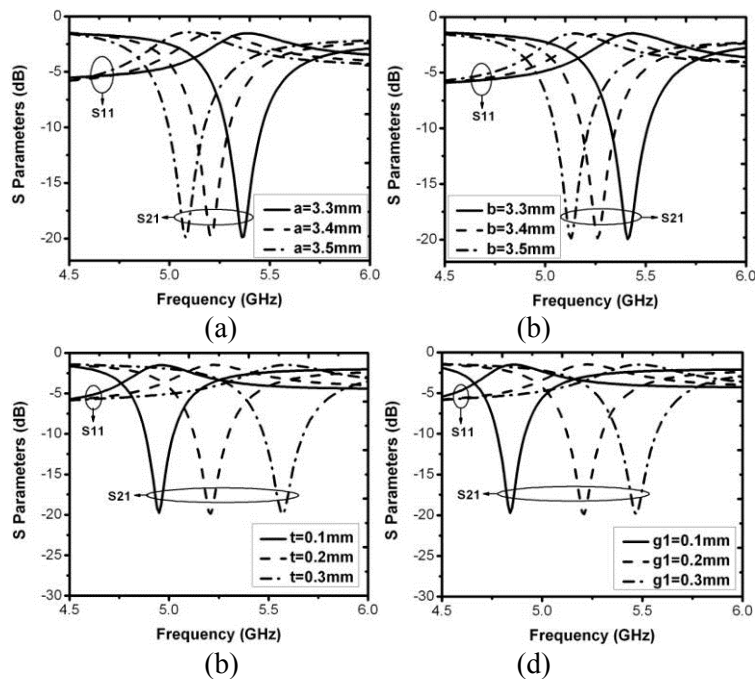 0
-5
-10
-15
-20
S Parameters (dB)
S11
S21
a=3.3mm
a=3.4mm
a=3.5mm
4.5 5.0 5.5 6.0
Frequency (GHz)
(a)
0
-5
-10
-15
-20
S Parameters (dB)
S11
S21
b=3.3mm
b=3.4mm
b=3.5mm
4.5 5.0 5.5 6.0
Frequency (GHz)
(b)
0
-5
-10
-15
-20
-25
-30
S Parameters (dB)
S11
S21
t=0.1mm
t=0.2mm
t=0.3mm
4.5 5.0 5.5 6.0
Frequency (GHz)
(b)
0
-5
-10
-15
-20
-25
-30
S Parameters (dB)
S11
S21
g1=0.1mm
g1=0.2mm
g1=0.3mm
4.5 5.0 5.5 6.0
Frequency (GHz)
(d)